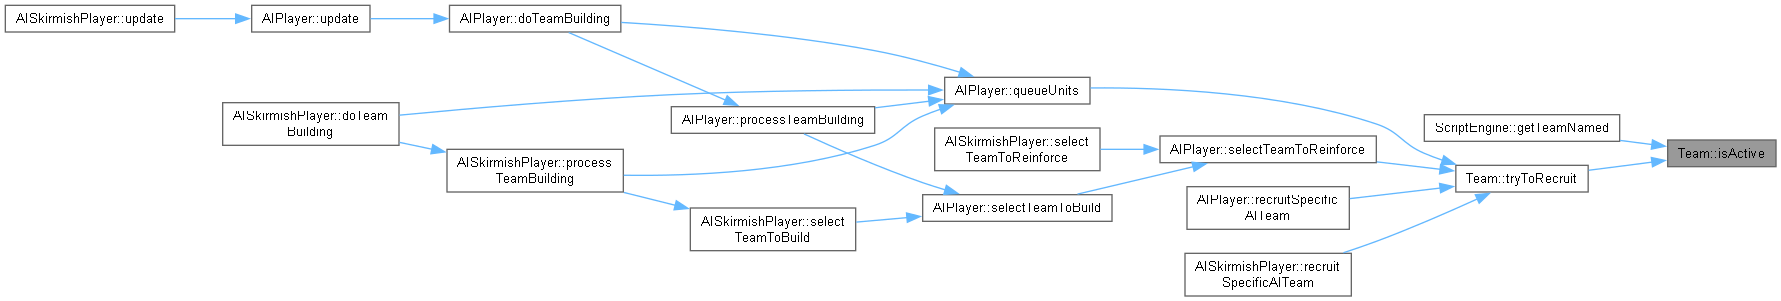 AISkirmishPlayer::update
AIPlayer::update
AIPlayer::doTeamBuilding
AIPlayer::queueUnits
AISkirmishPlayer::doTeam
Building
AIPlayer::processTeamBuilding
ScriptEngine::getTeamNamed
AISkirmishPlayer::select
TeamToReinforce
AIPlayer::selectTeamToReinforce
Team::isActive
AISkirmishPlayer::process
TeamBuilding
Team::tryToRecruit
AIPlayer::recruitSpecific
AITeam
AIPlayer::selectTeamToBuild
AISkirmishPlayer::select
TeamToBuild
AISkirmishPlayer::recruit
SpecificAITeam